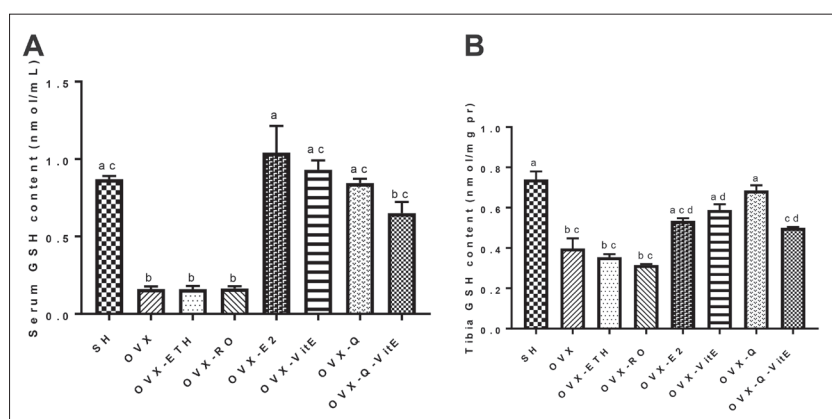 A
Serum GSH content (nmol/mL)
1.5
1.0
0.5
0.0
a c
b
b
b
a
a c
a c
b c
SH
OVX
OVX-ETH
OVX-RO
OVX-E2
OVX-VitE
OVX-Q
OVX-Q-VitE
B
Tibia GSH content (nmol/mg pr)
1.0
0.8
0.6
0.4
0.2
0.0
a
b c
b c
b c
a c d
a d
a
c d
SH
OVX
OVX-ETH
OVX-RO
OVX-E2
OVX-VitE
OVX-Q
OVX-Q-VitE